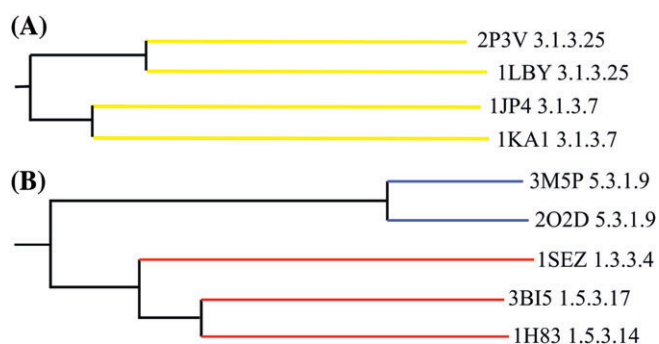 (A)
2P3V 3.1.3.25
1LBY 3.1.3.25
1JP4 3.1.3.7
1KA1 3.1.3.7
(B)
3M5P 5.3.1.9
2O2D 5.3.1.9
1SEZ 1.3.3.4
3BI5 1.5.3.17
1H83 1.5.3.14